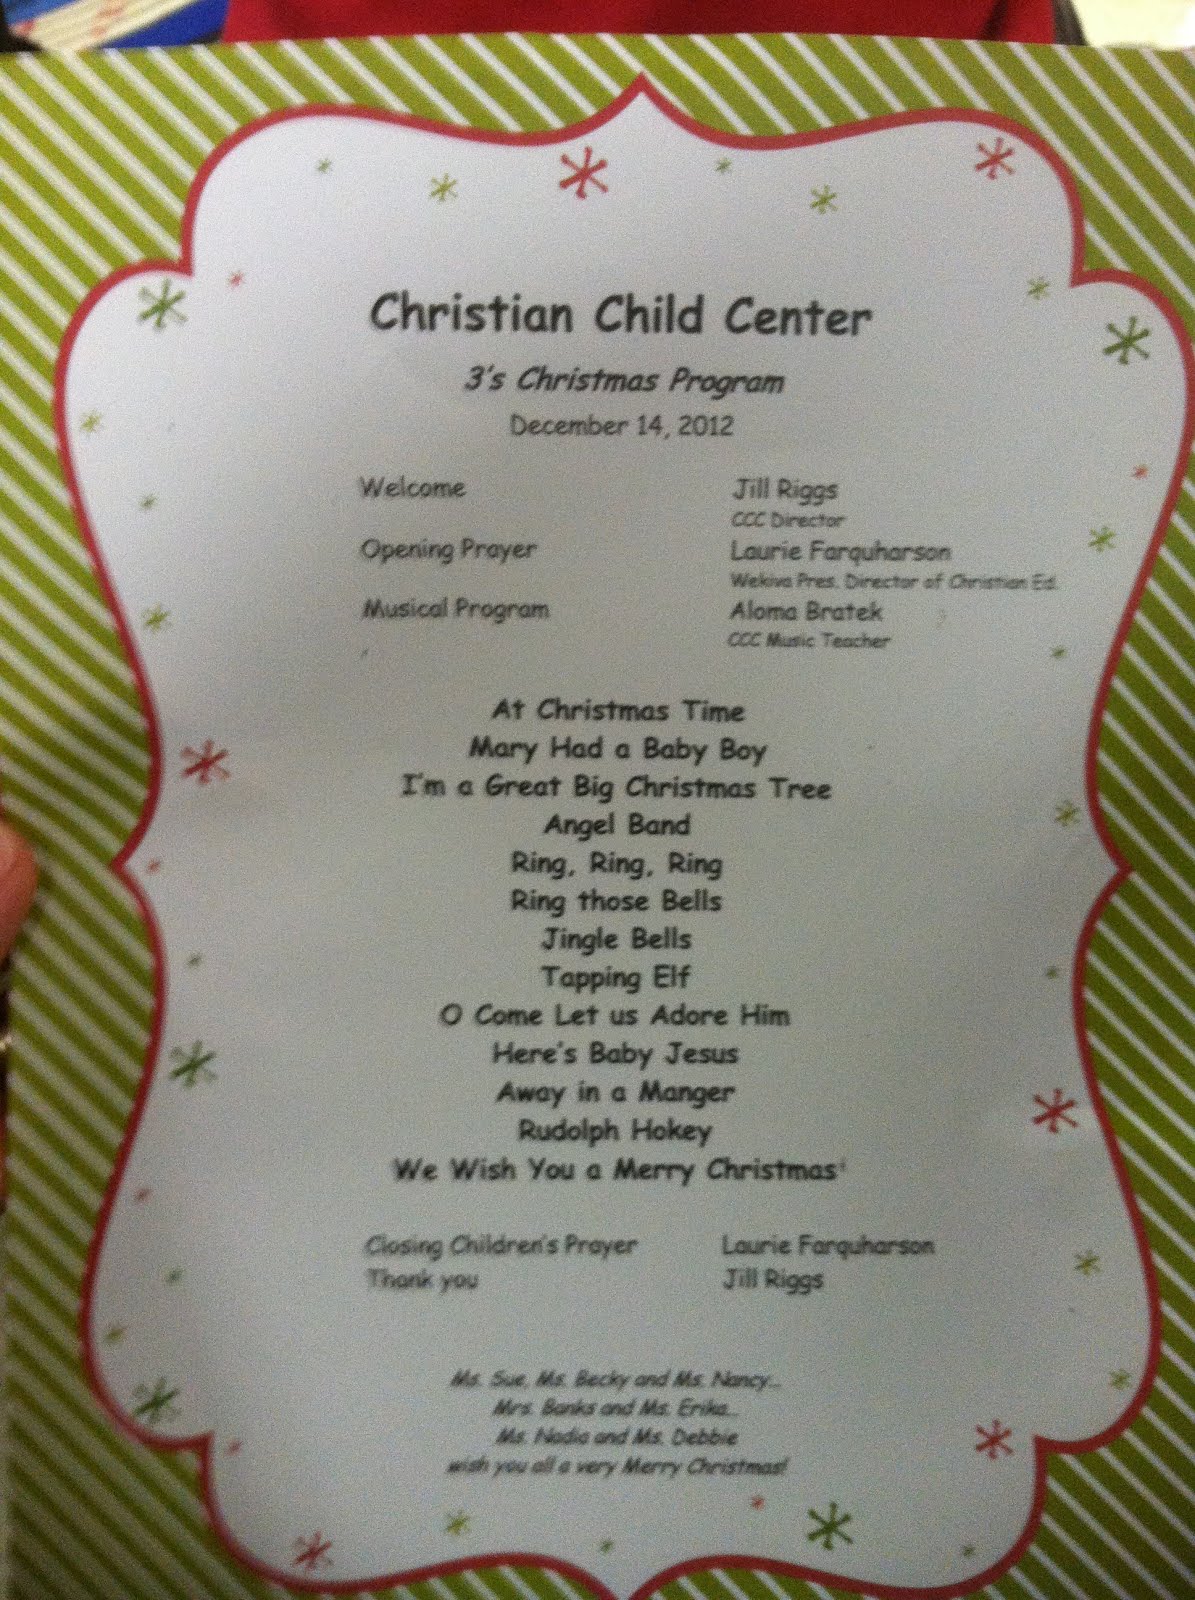 Christian Child Center
3's Christmas Program
December 14, 2012
Welcome Jill Riggs
CCC Director
Opening Prayer Laurie Farquharson
Wekiva Pres. Director of Christian Ed.
Musical Program Aloma Bratek
CCC Music Teacher
At Christmas Time
Mary Had a Baby Boy
I'm a Great Big Christmas Tree
Angel Band
Ring, Ring, Ring
Ring those Bells
Jingle Bells
Tapping Elf
O Come Let us Adore Him
Here's Baby Jesus
Away in a Manger
Rudolph Hokey
We Wish You a Merry Christmas!
Closing Children's Prayer Laurie Farquharson
Thank you Jill Riggs
Ms. Sue, Ms. Becky and Ms. Nancy...
Mrs. Banks and Ms. Erika...
Ms. Nadia and Ms. Debbie
wish you all a very Merry Christmas!